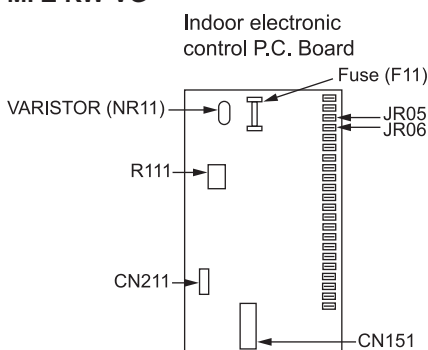 Indoor electronic
control P.C. Board
Fuse (F11)
VARISTOR (NR11)
JR05
JR06
R111
CN211
CN151